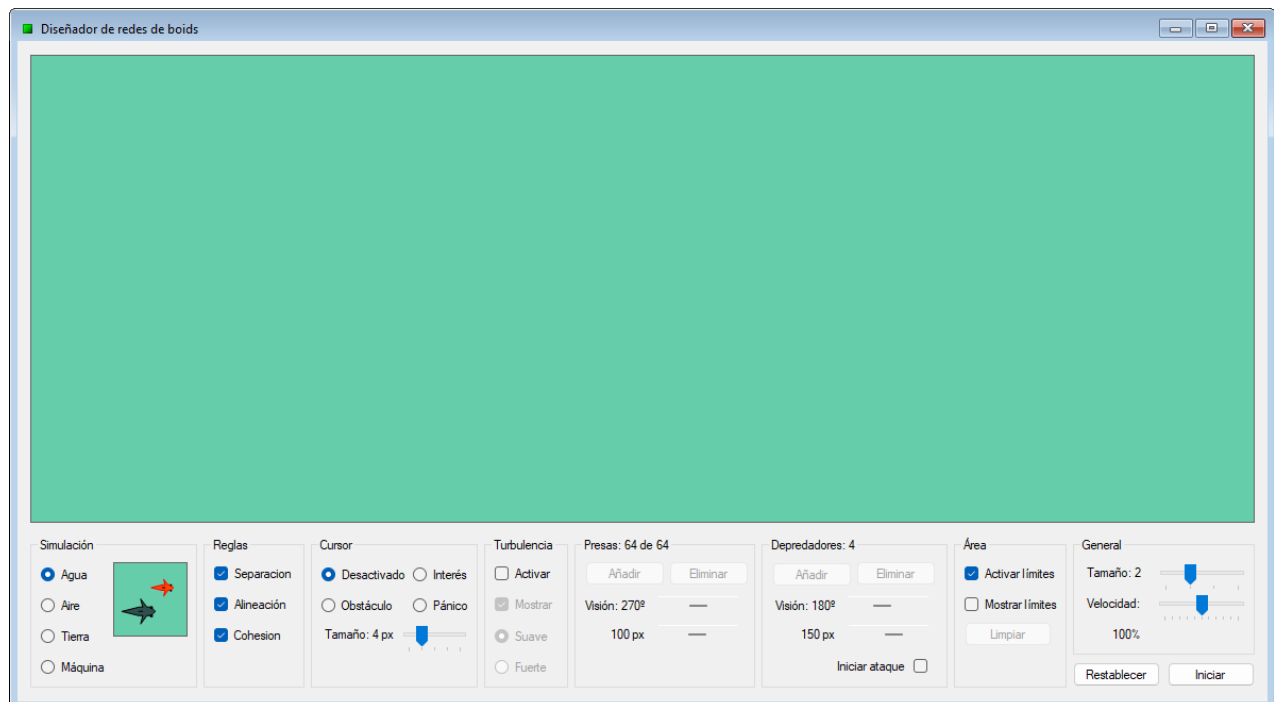 Diseñador de redes de boids
Simulación
Agua
Aire
Tierra
Máquina
Reglas
Separacion
Alineación
Cohesion
Cursor
Desactivado Interés
Obstáculo Pánico
Tamaño: 4 px
Turbulencia
Activar
Mostrar
Suave
Fuerte
Presas: 64 de 64
Añadir Eliminar
Visión: 270º
100 px
Depredadores: 4
Añadir Eliminar
Visión: 180º
150 px
Iniciar ataque
Área
Activar límites
Mostrar límites
Limpiar
General
Tamaño: 2
Velocidad:
100%
Restablecer Iniciar